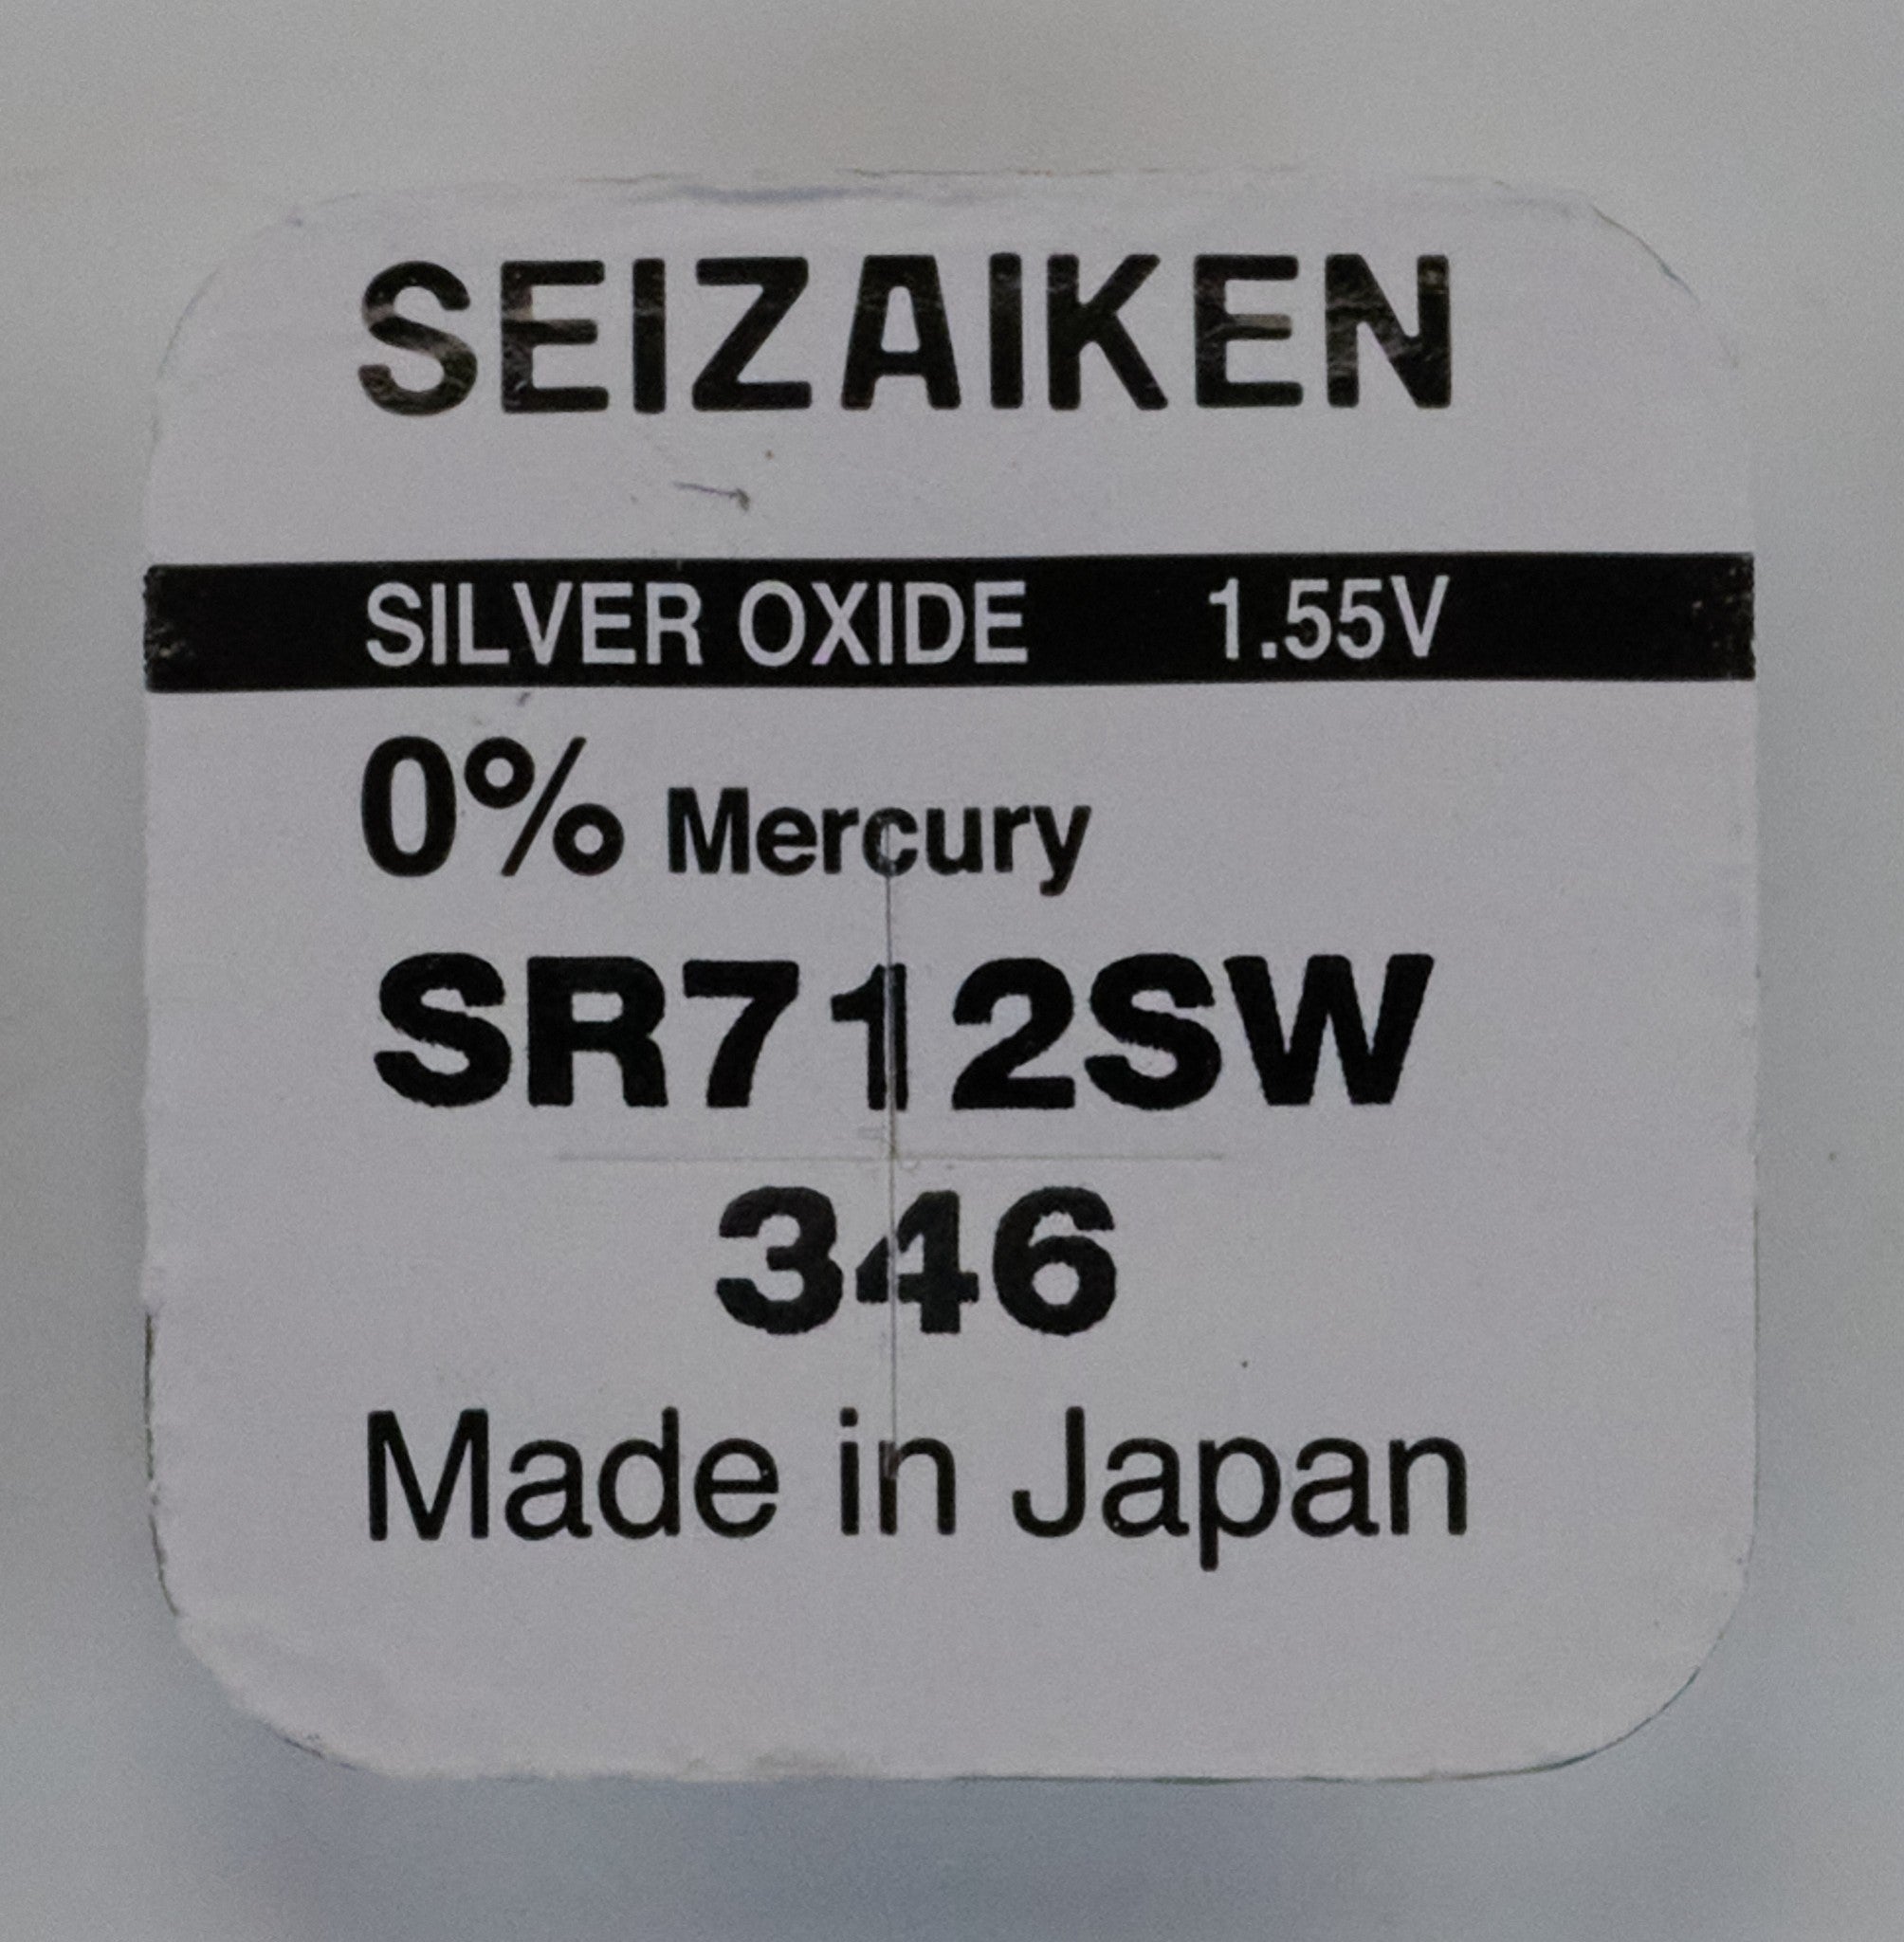 SEIZAIKEN
SILVER OXIDE 1.55V
0% Mercury
SR712SW
346
Made in Japan